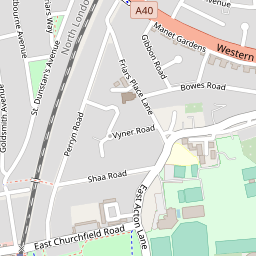 A40
Manet Gardens
Western
Gibbon Road
North Londo
St. Dunstan's Avenue
Goldsmith Avenue
Friars Place Lane
Bowes Road
Vyner Road
Perryn Road
Shaa Road
East Acton Lane
East Churchfield Road